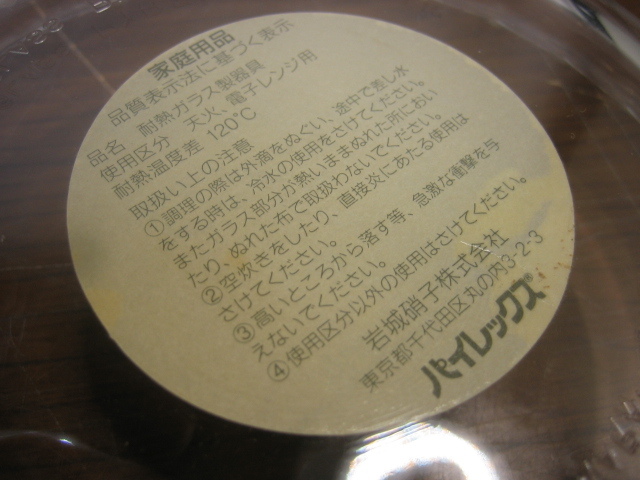 家庭用品
品質表示法に基づく表示
品名 耐熱ガラス製器具
使用区分 天火、電子レンジ用
耐熱温度差 120℃
取扱い上の注意
①調理の際は外滴をぬぐい、途中で差し水
をする時は、冷水の使用をさけてください。
またガラス部分が熱いままぬれた所におい
たり、ぬれた布で取扱わないでください。
②空炊きをしたり、直接炎にあたる使用は
さけてください。
③高いところから落す等、急激な衝撃を与
えないでください。
④使用区分以外の使用はさけてください。
岩城硝子株式会社
東京都千代田区丸の内3-2-3
パイレックス